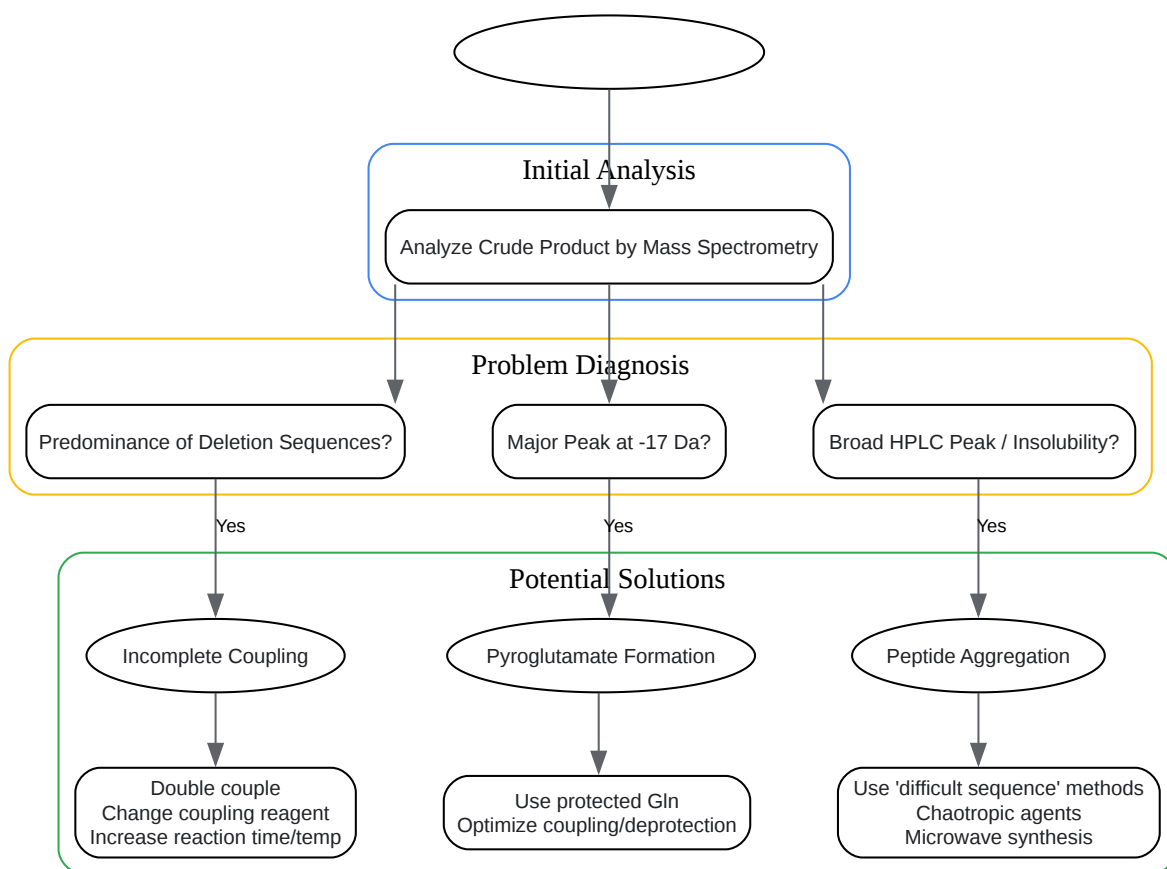 Initial Analysis
Analyze Crude Product by Mass Spectrometry
Problem Diagnosis
Predominance of Deletion Sequences?
Major Peak at -17 Da?
Broad HPLC Peak / Insolubility?
Yes
Yes
Yes
Potential Solutions
Incomplete Coupling
Pyroglutamate Formation
Peptide Aggregation
Double couple
Change coupling reagent
Increase reaction time/temp
Use protected Gln
Optimize coupling/deprotection
Use 'difficult sequence' methods
Chaotropic agents
Microwave synthesis